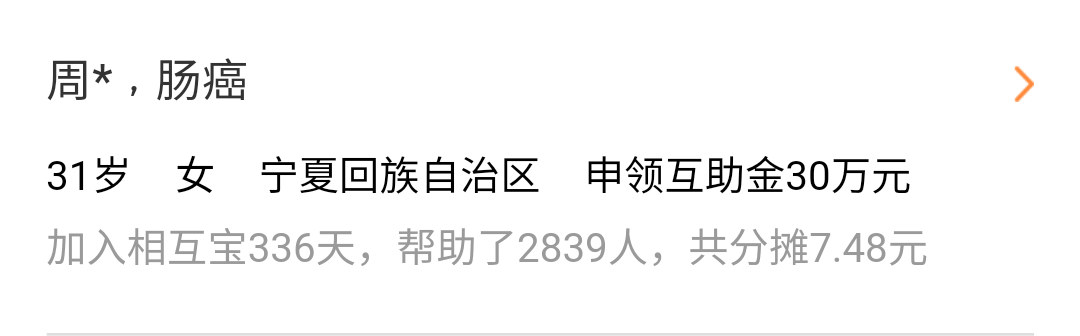 周*，肠癌
31岁 女 宁夏回族自治区 申领互助金30万元
加入相互宝336天，帮助了2839人，共分摊7.48元